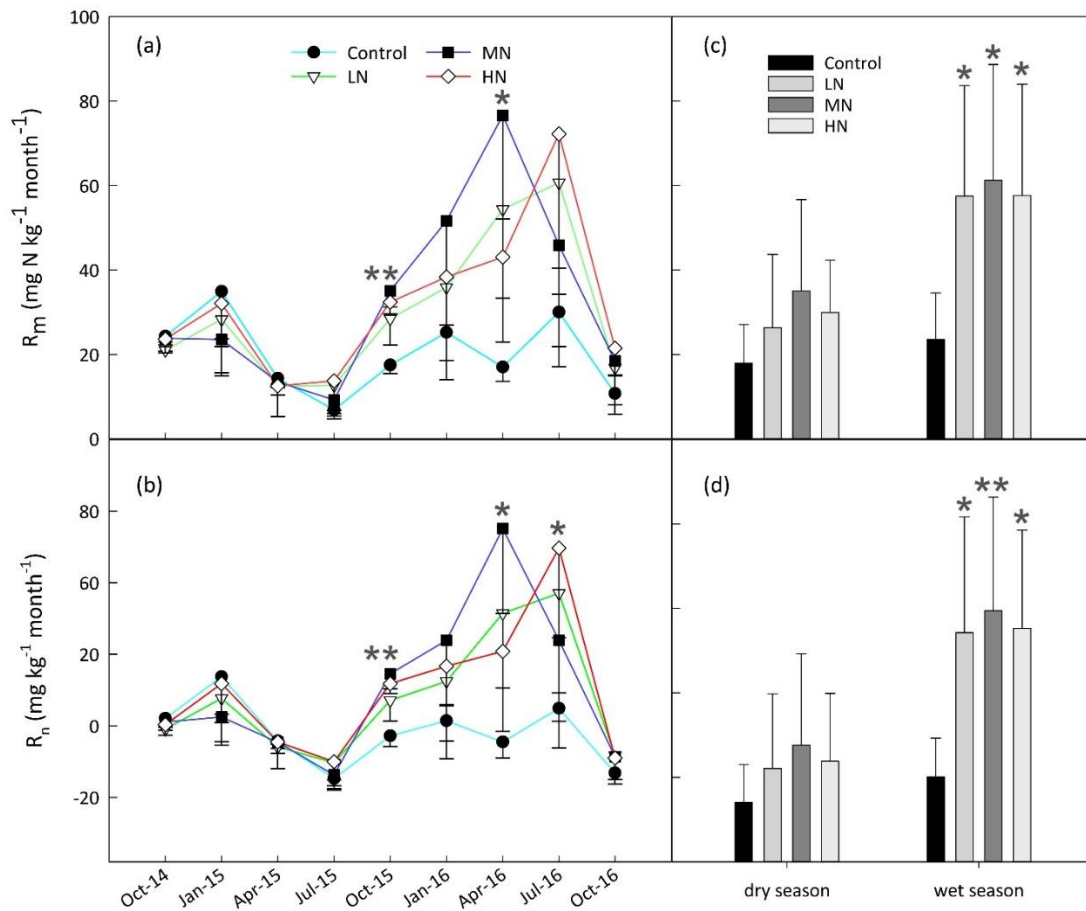 (a)
Control
MN
LN
HN
*
**
100
80
60
40
20
0
R_m (mg N kg⁻¹ month⁻¹)
(c)
Control
LN
MN
HN
* * *
(b)
*
*
**
80
60
20
0
-20
R_n (mg kg⁻¹ month⁻¹)
Oct-14
Jan-15
Apr-15
Jul-15
Oct-15
Jan-16
Apr-16
Jul-16
Oct-16
(d)
* ** *
dry season
wet season